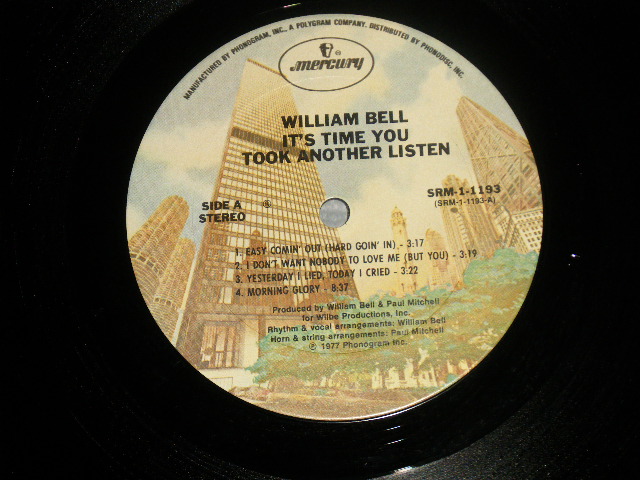 MANUFACTURED BY PHONOGRAM, INC., A POLYGRAM COMPANY. DISTRIBUTED BY PHONODISC, INC.
mercury
WILLIAM BELL
IT'S TIME YOU
TOOK ANOTHER LISTEN
SIDE A
STEREO
SRM-1-1193
(SRM-1-1193-A)
1. EASY COMIN' OUT (HARD GOIN' IN) - 3:17
2. I DON'T WANT NOBODY TO LOVE ME (BUT YOU) - 3:19
3. YESTERDAY I LIED, TODAY I CRIED - 3:22
4. MORNING GLORY - 8:37
Produced by William Bell & Paul Mitchell
for Wilbe Productions, Inc.
Rhythm & vocal arrangements: William Bell
Horn & string arrangements: Paul Mitchell
℗ 1977 Phonogram Inc.